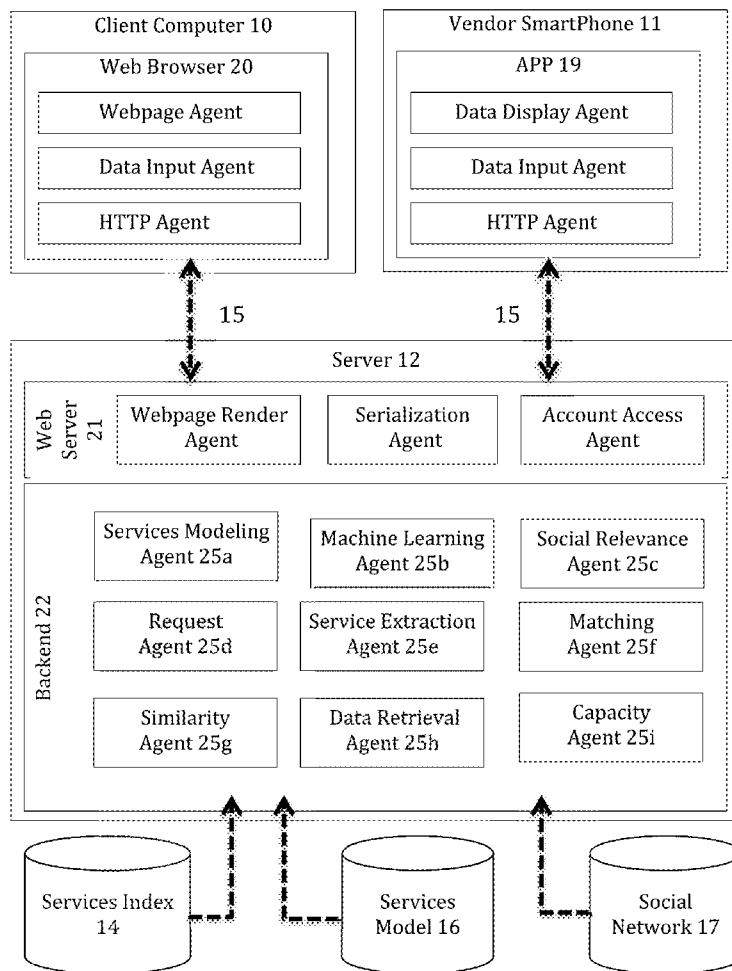 Client Computer 10
Web Browser 20
Webpage Agent
Data Input Agent
HTTP Agent
Vendor SmartPhone 11
APP 19
Data Display Agent
Data Input Agent
HTTP Agent
15
15
Server 12
Web
Server
21
Webpage Render
Agent
Serialization
Agent
Account Access
Agent
Backend 22
Services Modeling
Agent 25a
Machine Learning
Agent 25b
Social Relevance
Agent 25c
Request
Agent 25d
Service Extraction
Agent 25e
Matching
Agent 25f
Similarity
Agent 25g
Data Retrieval
Agent 25h
Capacity
Agent 25i
Services Index
14
Services
Model 16
Social
Network 17